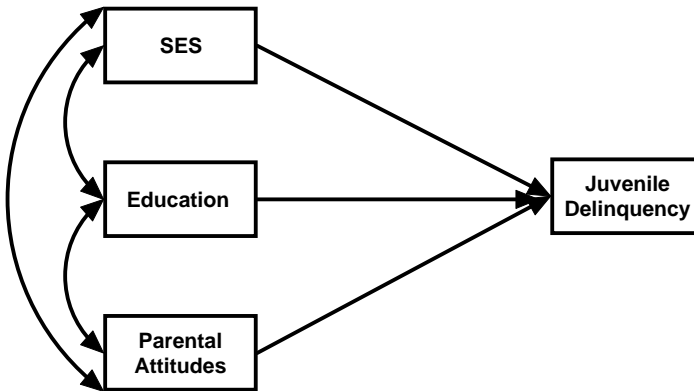 SES
Education
Juvenile
Delinquency
Parental
Attitudes